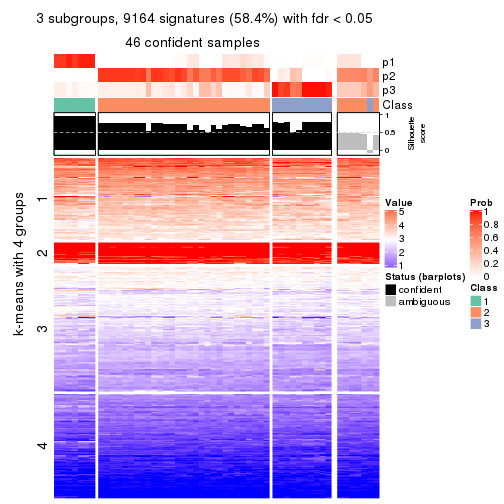 3 subgroups, 9164 signatures (58.4%) with fdr < 0.05
46 confident samples
p1
p2
p3
Class
1
0.5
0
Silhouette
score
k-means with 4 groups
1
2
3
4
Value
5
4
3
2
1
Status (barplots)
confident
ambiguous
Prob
1
0.8
0.6
0.4
0.2
0
Class
1
2
3